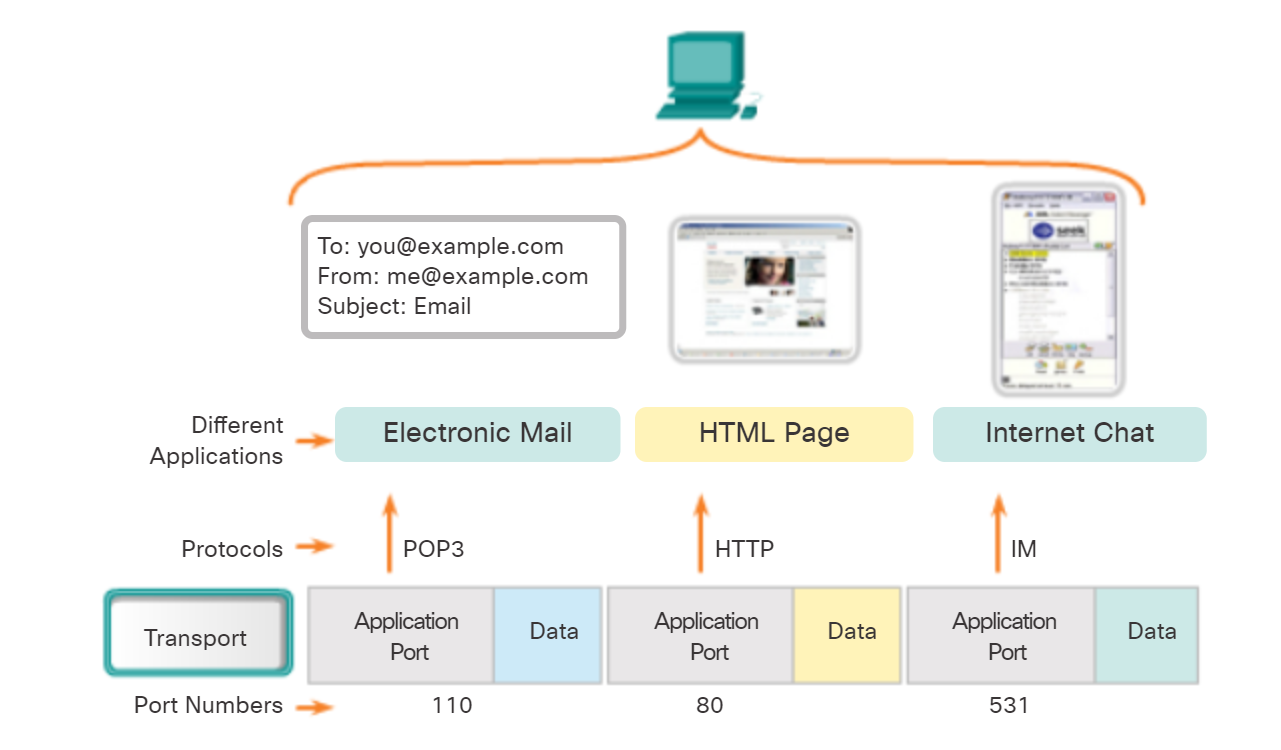 To: you@example.com
From: me@example.com
Subject: Email
seek
Different
Applications
Electronic Mail
HTML Page
Internet Chat
Protocols
POP3
HTTP
IM
Transport
Application
Port
Data
Application
Port
Data
Application
Port
Data
Port Numbers
110
80
531